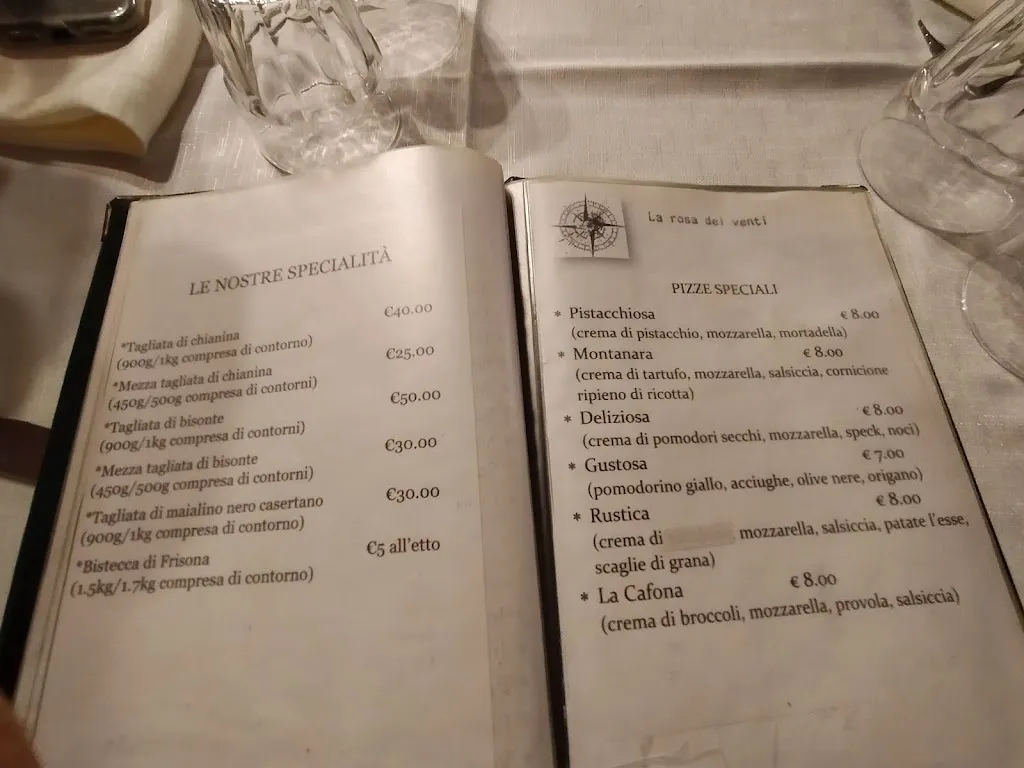 LE NOSTRE SPECIALITÀ
€40.00
*Tagliata di chianina
(900g/1kg compresa di contorno)
€25.00
*Mezza tagliata di chianina
(450g/500g compresa di contorni)
€50.00
*Tagliata di bisonte
(900g/1kg compresa di contorni)
€30.00
*Mezza tagliata di bisonte
(450g/500g compresa di contorni)
€30.00
*Tagliata di maialino nero casertano
(900g/1kg compresa di contorno)
€5 all'etto
*Bistecca di Frisona
(1.5kg/1.7kg compresa di contorno)
La rosa dei venti
PIZZE SPECIALI
* Pistacchiosa € 8.00
(crema di pistacchio, mozzarella, mortadella)
* Montanara € 8.00
(crema di tartufo, mozzarella, salsiccia, cornicione
ripieno di ricotta)
* Deliziosa € 8.00
(crema di pomodori secchi, mozzarella, speck, noci)
* Gustosa € 7.00
(pomodorino giallo, acciughe, olive nere, origano)
* Rustica € 8.00
(crema di , mozzarella, salsiccia, patate l'esse,
scaglie di grana)
* La Cafona € 8.00
(crema di broccoli, mozzarella, provola, salsiccia)